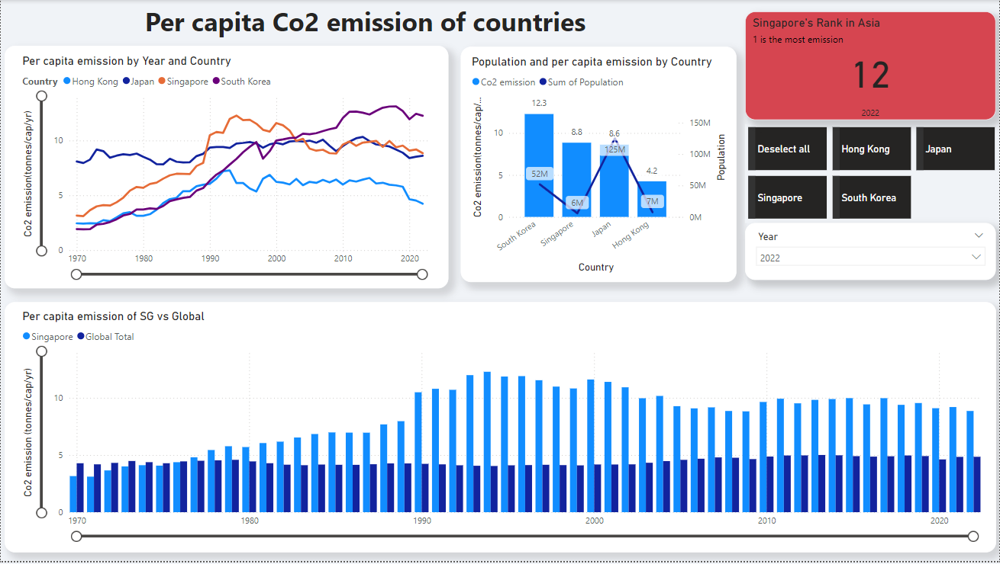 Per capita Co2 emission of countries
Singapore's Rank in Asia
1 is the most emission
12
2022
Per capita emission by Year and Country
Country Hong Kong Japan Singapore South Korea
Co2 emission(tonnes/cap/yr)
10
5
0
1970 1980 1990 2000 2010 2020
Population and per capita emission by Country
Co2 emission Sum of Population
Co2 emission(tonnes/cap/...
10
5
0
12.3
8.8
8.6
4.2
52M
6M
125M
7M
150M
100M
50M
0M
Population
South Korea
Singapore
Japan
Hong Kong
Country
Deselect all
Hong Kong
Japan
Singapore
South Korea
Year
2022
Per capita emission of SG vs Global
Singapore Global Total
Co2 emission (tonnes/cap/yr)
10
5
0
1970 1980 1990 2000 2010 2020